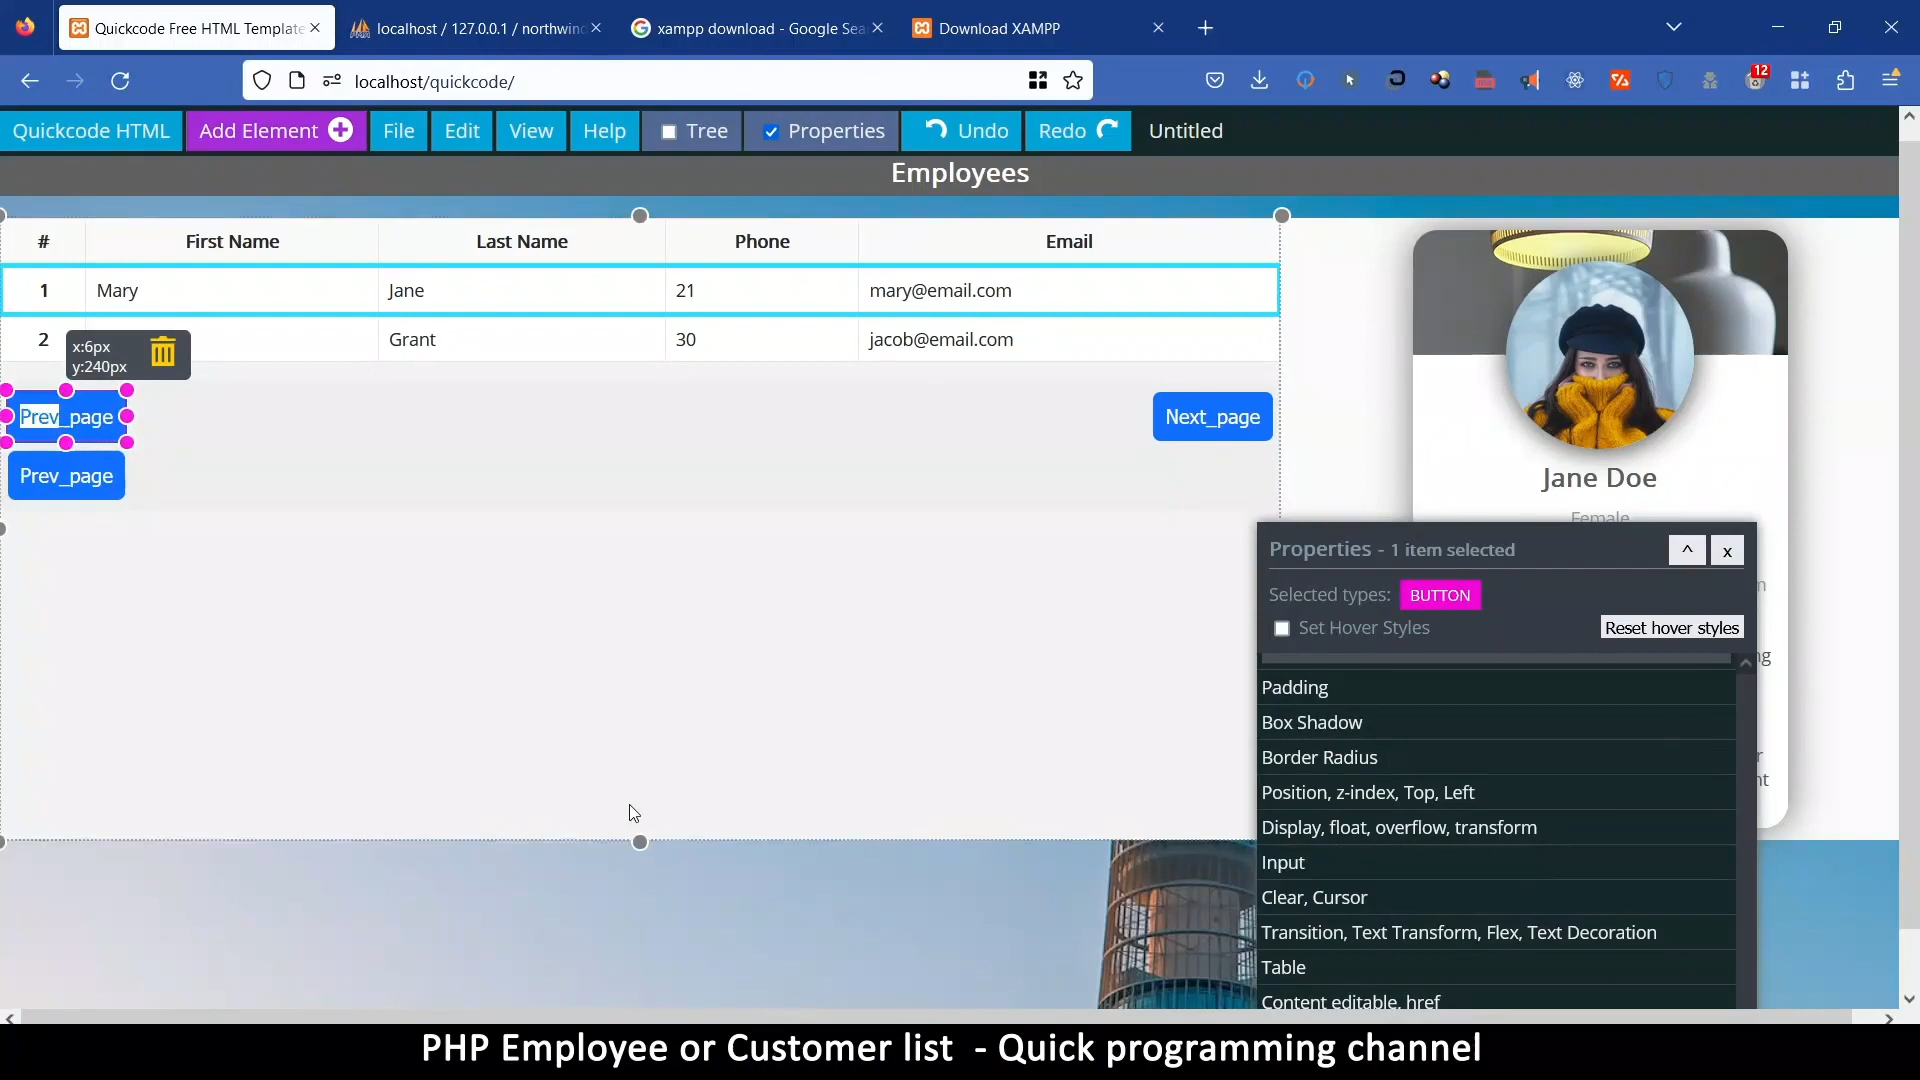 Quickcode Free HTML Template
localhost / 127.0.0.1 / northwind
xampp download - Google Sea
Download XAMPP
localhost/quickcode/
12
Quickcode HTML
Add Element
File
Edit
View
Help
Tree
Properties
Undo
Redo
Untitled
Employees
# First Name Last Name Phone Email
1 Mary Jane 21 mary@email.com
2 Grant 30 jacob@email.com
x:6px
y:240px
Prev_page
Next_page
Prev_page
Jane Doe
Female
Properties - 1 item selected
^
x
Selected types: BUTTON
Set Hover Styles
Reset hover styles
Padding
Box Shadow
Border Radius
Position, z-index, Top, Left
Display, float, overflow, transform
Input
Clear, Cursor
Transition, Text Transform, Flex, Text Decoration
Table
Content editable, href
PHP Employee or Customer list - Quick programming channel